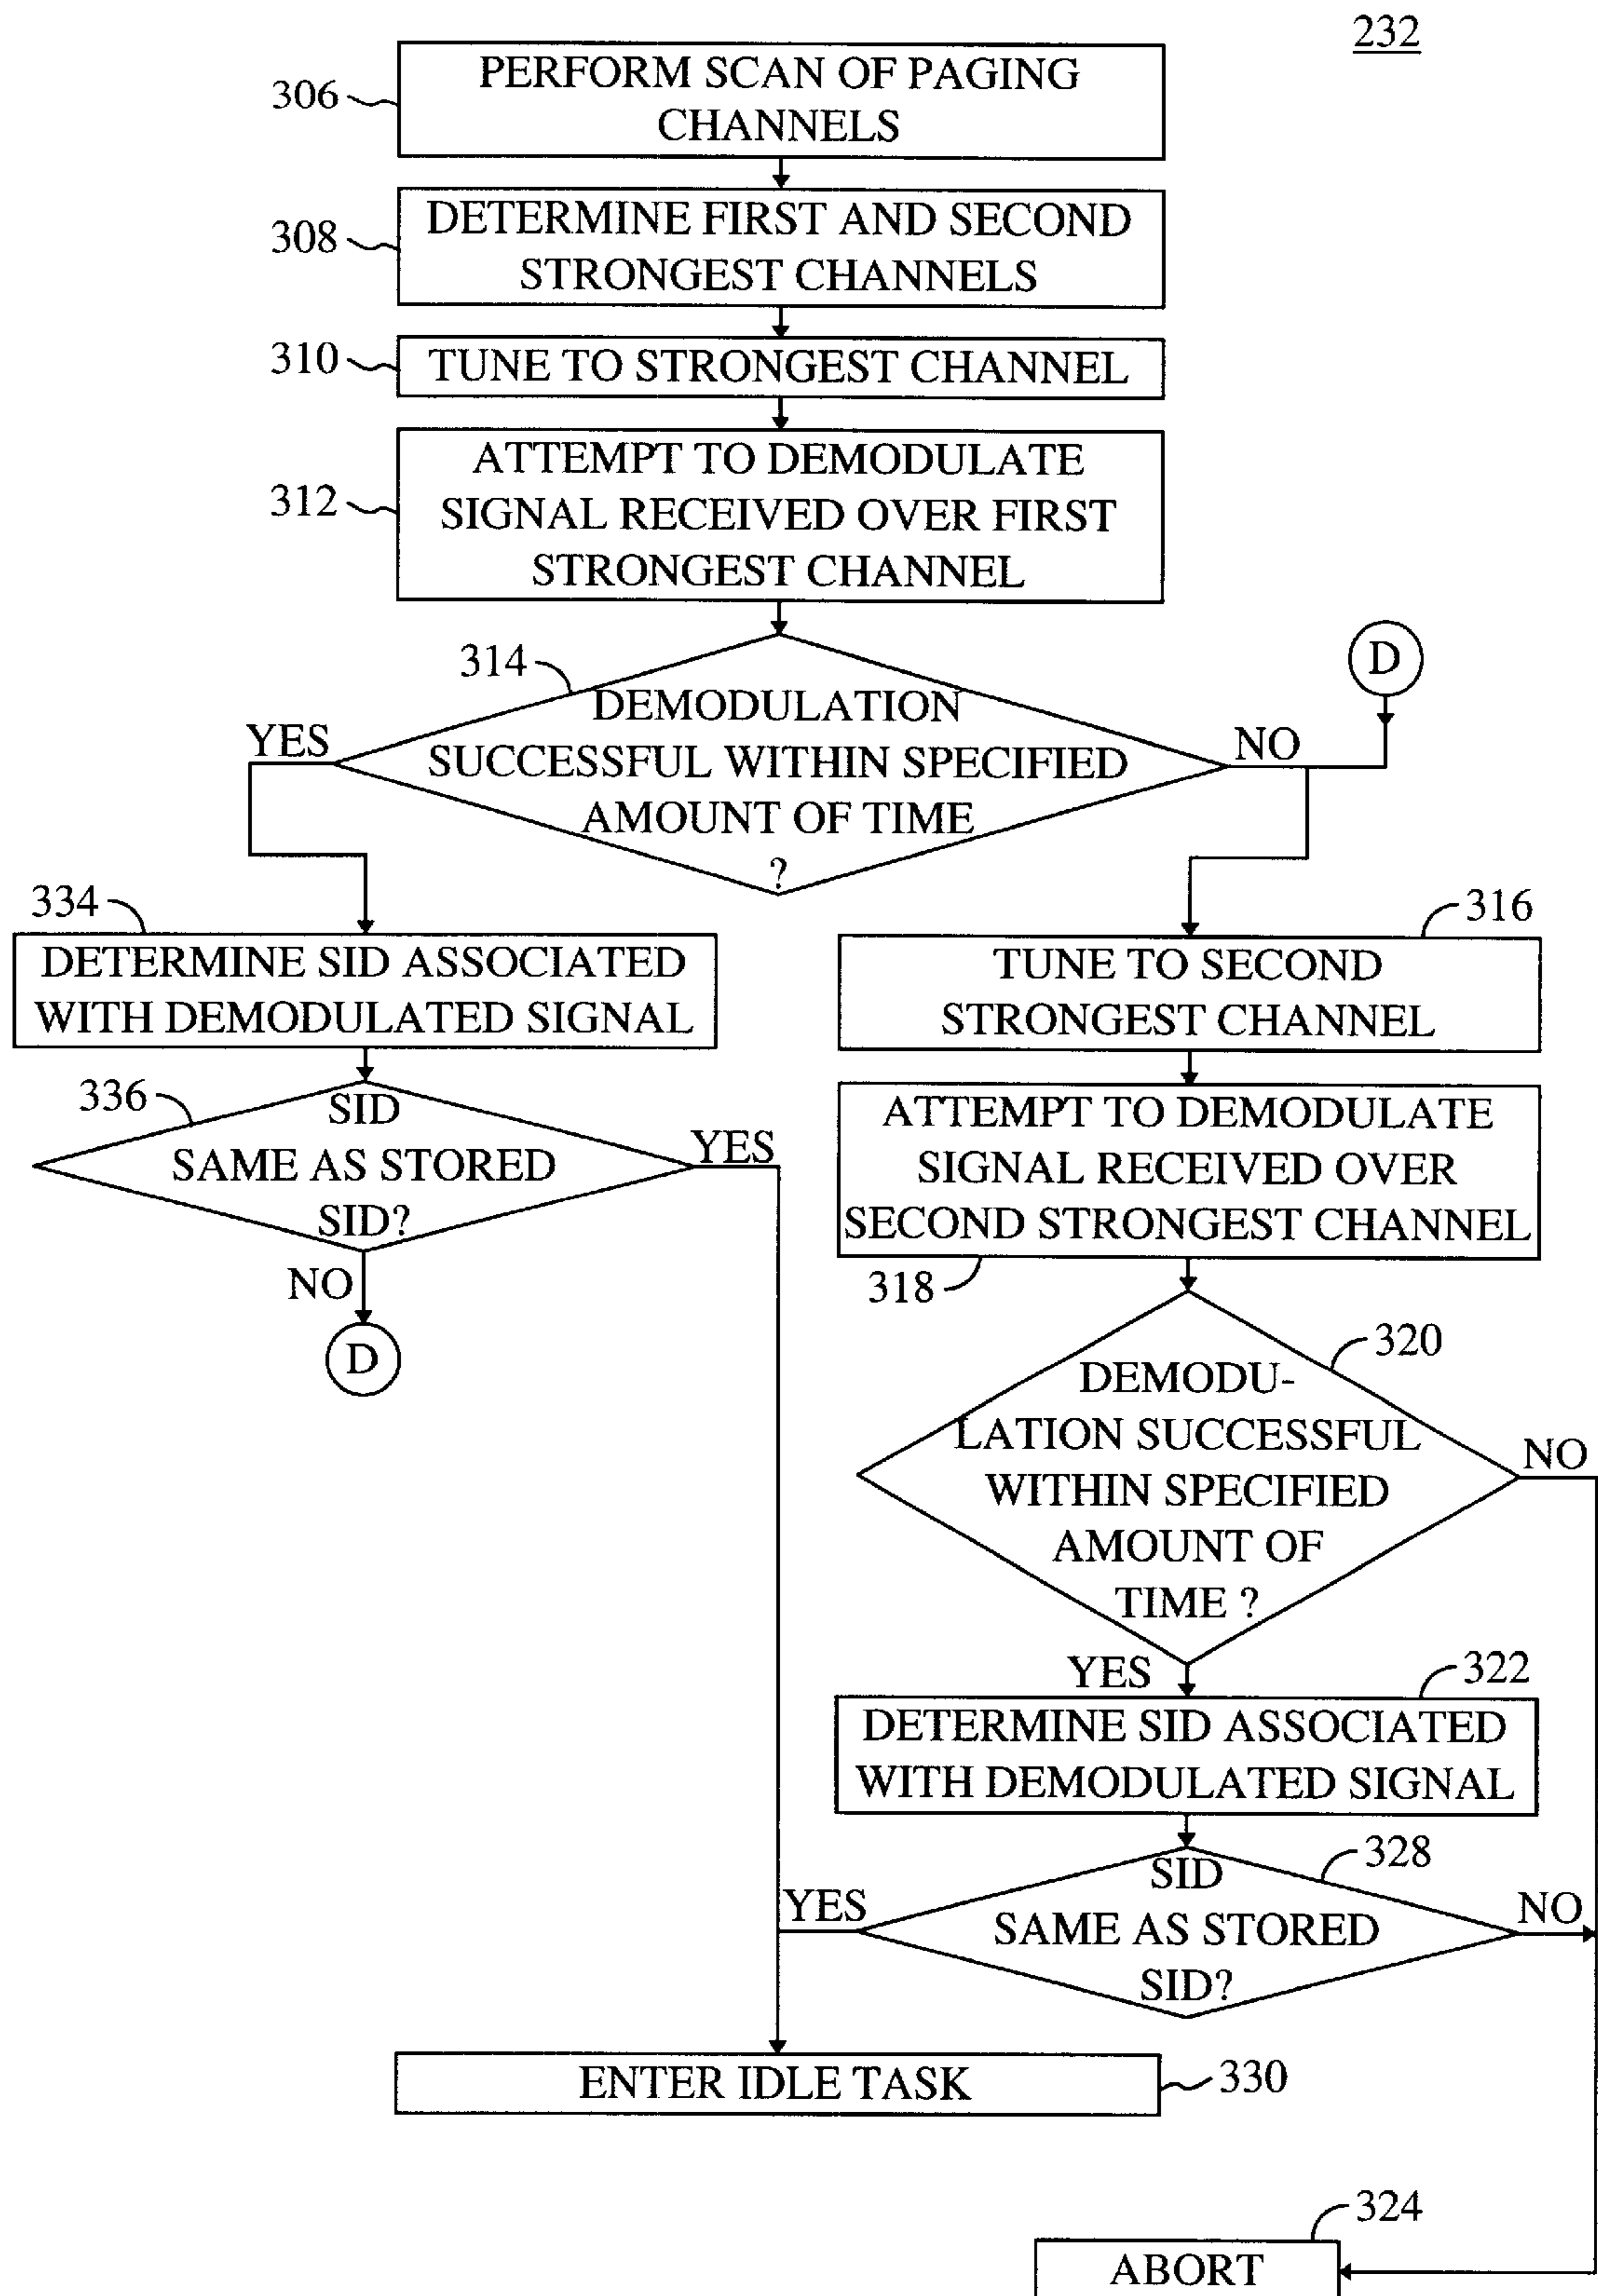 232
306
PERFORM SCAN OF PAGING
CHANNELS
308
DETERMINE FIRST AND SECOND
STRONGEST CHANNELS
310
TUNE TO STRONGEST CHANNEL
312
ATTEMPT TO DEMODULATE
SIGNAL RECEIVED OVER FIRST
STRONGEST CHANNEL
314
DEMODULATION
SUCCESSFUL WITHIN SPECIFIED
AMOUNT OF TIME
?
YES
NO
D
334
DETERMINE SID ASSOCIATED
WITH DEMODULATED SIGNAL
336
SID
SAME AS STORED
SID?
YES
NO
D
316
TUNE TO SECOND
STRONGEST CHANNEL
ATTEMPT TO DEMODULATE
SIGNAL RECEIVED OVER
SECOND STRONGEST CHANNEL
318
320
DEMODU-
LATION SUCCESSFUL
WITHIN SPECIFIED
AMOUNT OF
TIME ?
NO
YES
322
DETERMINE SID ASSOCIATED
WITH DEMODULATED SIGNAL
328
SID
SAME AS STORED
SID?
YES
NO
ENTER IDLE TASK
330
324
ABORT